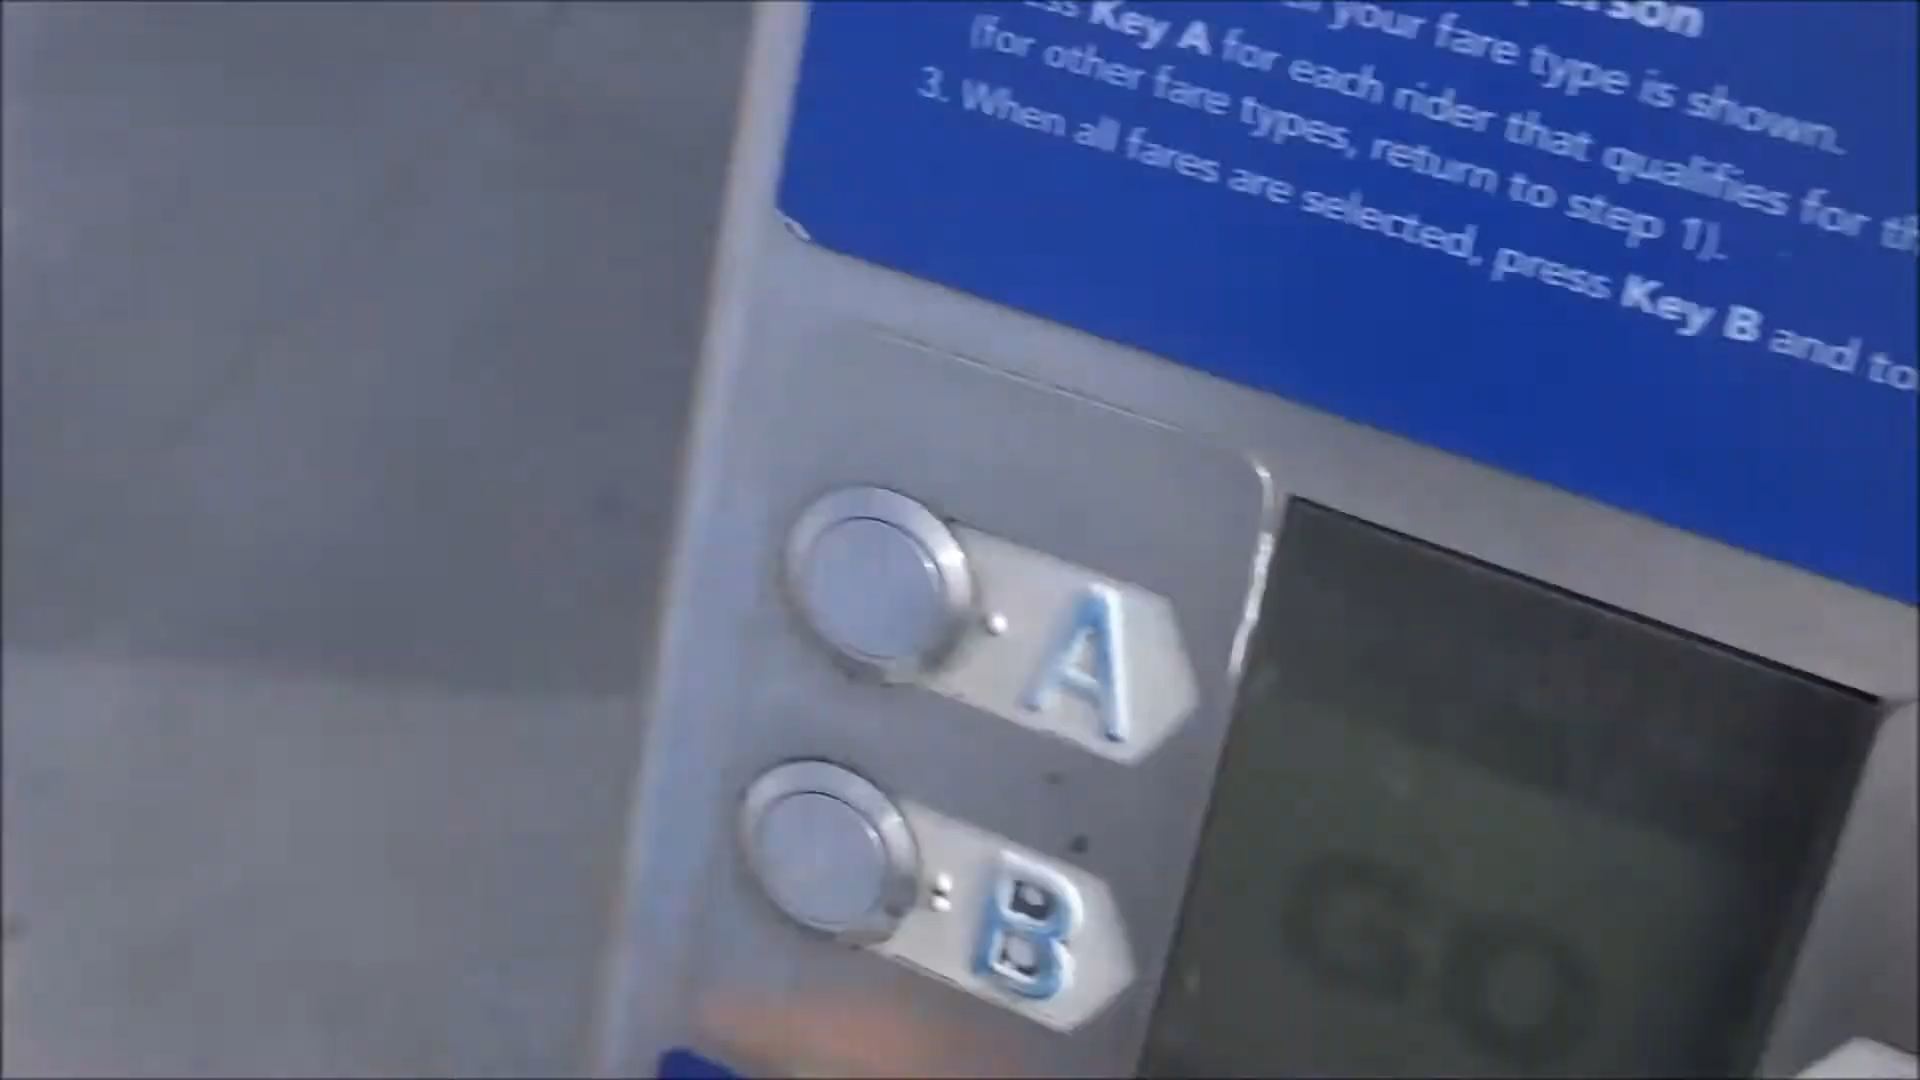 your fare type is shown.
Key A for each rider that qualifies for
(for other fare types, return to step 1).
3. When all fares are selected, press Key B and
A
B
GO